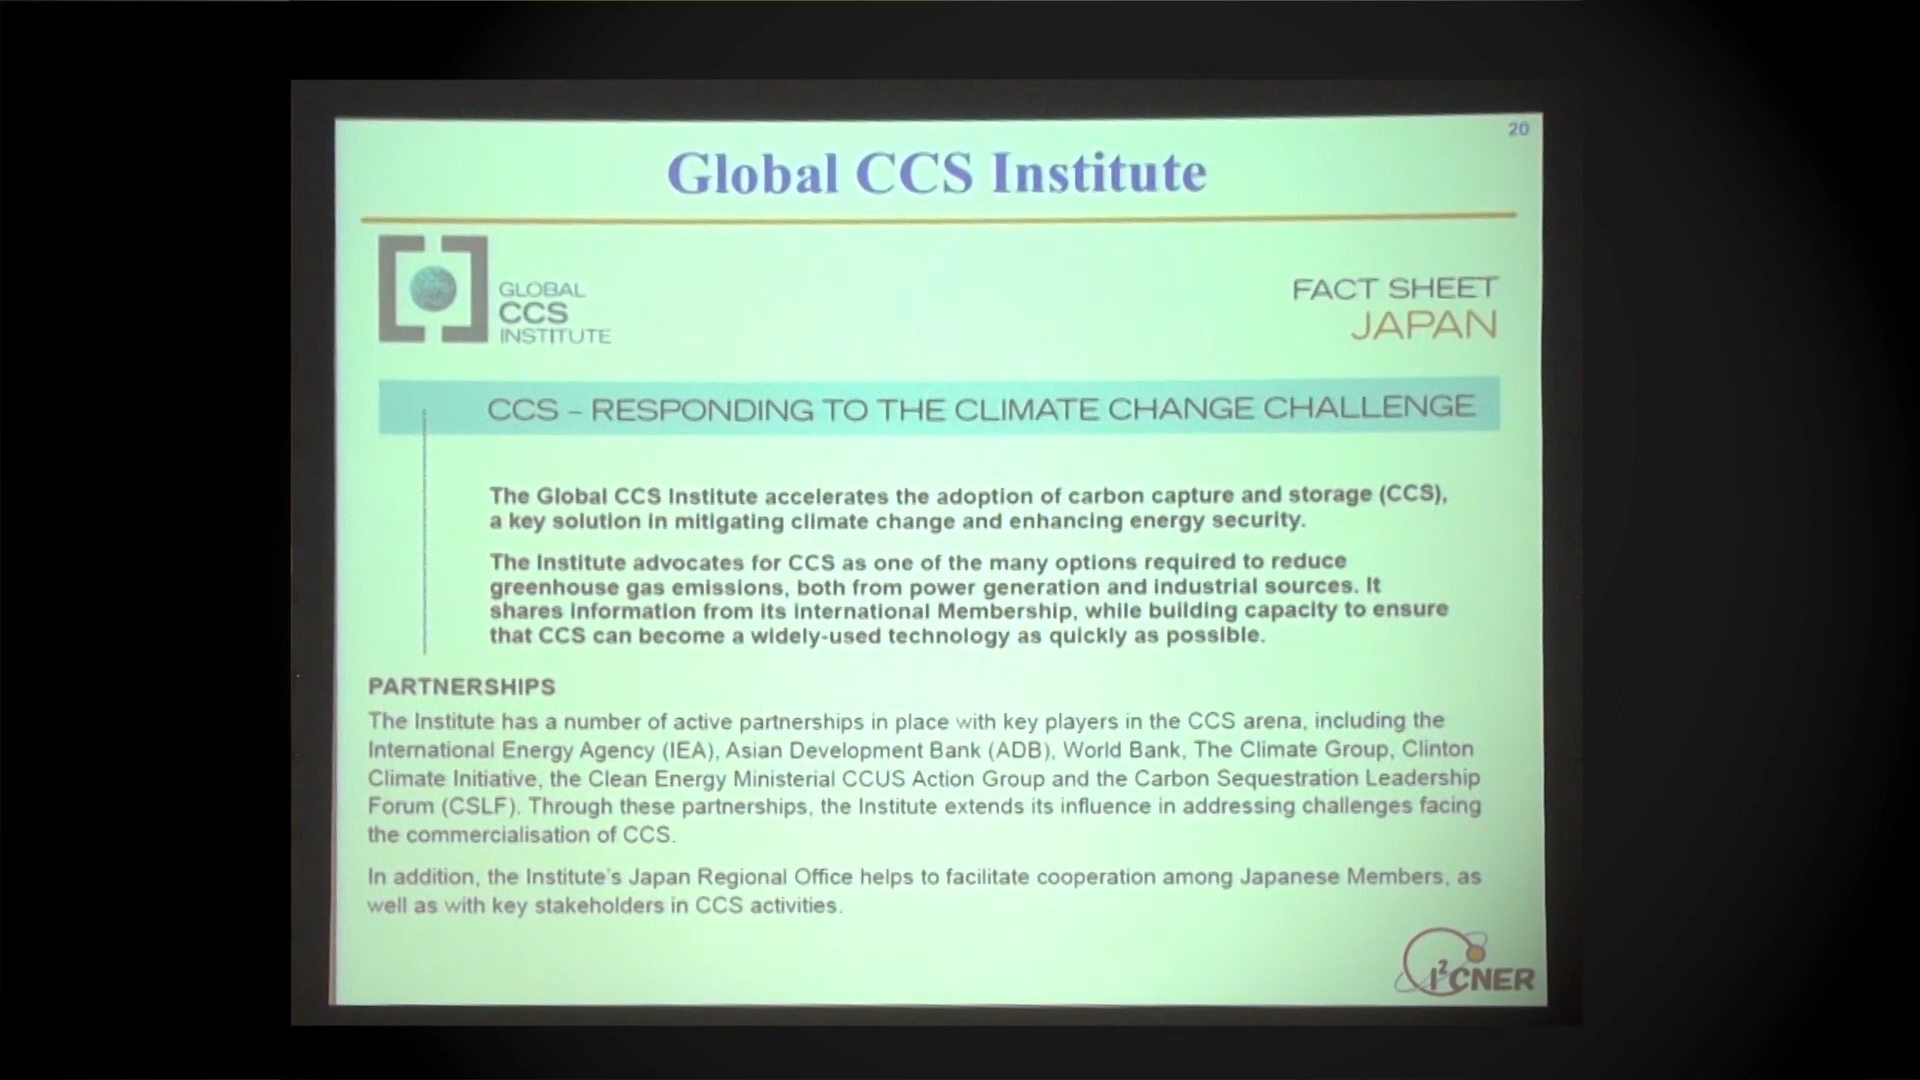 20
Global CCS Institute
GLOBAL
CCS
INSTITUTE
FACT SHEET
JAPAN
CCS – RESPONDING TO THE CLIMATE CHANGE CHALLENGE
The Global CCS Institute accelerates the adoption of carbon capture and storage (CCS),
a key solution in mitigating climate change and enhancing energy security.
The Institute advocates for CCS as one of the many options required to reduce
greenhouse gas emissions, both from power generation and industrial sources. It
shares information from its international Membership, while building capacity to ensure
that CCS can become a widely-used technology as quickly as possible.
PARTNERSHIPS
The Institute has a number of active partnerships in place with key players in the CCS arena, including the
International Energy Agency (IEA), Asian Development Bank (ADB), World Bank, The Climate Group, Clinton
Climate Initiative, the Clean Energy Ministerial CCUS Action Group and the Carbon Sequestration Leadership
Forum (CSLF). Through these partnerships, the Institute extends its influence in addressing challenges facing
the commercialisation of CCS.
In addition, the Institute's Japan Regional Office helps to facilitate cooperation among Japanese Members, as
well as with key stakeholders in CCS activities.
I²CNER